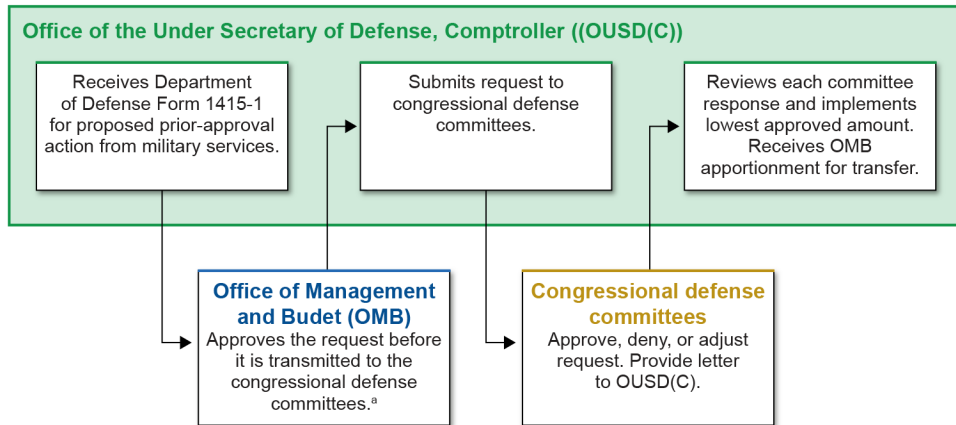 Office of the Under Secretary of Defense, Comptroller ((OUSD(C))
Receives Department
of Defense Form 1415-1
for proposed prior-approval
action from military services.
Submits request to
congressional defense
committees.
Reviews each committee
response and implements
lowest approved amount.
Receives OMB
apportionment for transfer.
Office of Management
and Budet (OMB)
Approves the request before
it is transmitted to the
congressional defense
committees.ᵃ
Congressional defense
committees
Approve, deny, or adjust
request. Provide letter
to OUSD(C).